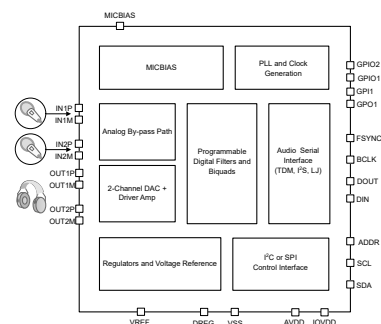 MICBIAS
MICBIAS
PLL and Clock
Generation
GPIO2
GPIO1
GPI1
GPO1
IN1P
IN1M
IN2P
IN2M
OUT1P
OUT1M
OUT2P
OUT2M
Analog By-pass Path
2-Channel DAC +
Driver Amp
Programmable
Digital Filters and
Biquads
Audio Serial
Interface
(TDM, I²S, LJ)
FSYNC
BCLK
DOUT
DIN
Regulators and Voltage Reference
I²C or SPI
Control Interface
ADDR
SCL
SDA
VREF
DREG
VSS
AVDD
IOVDD